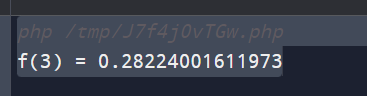 php /tmp/J7f4j0vTGw.php
f(3) = 0.28224001611973